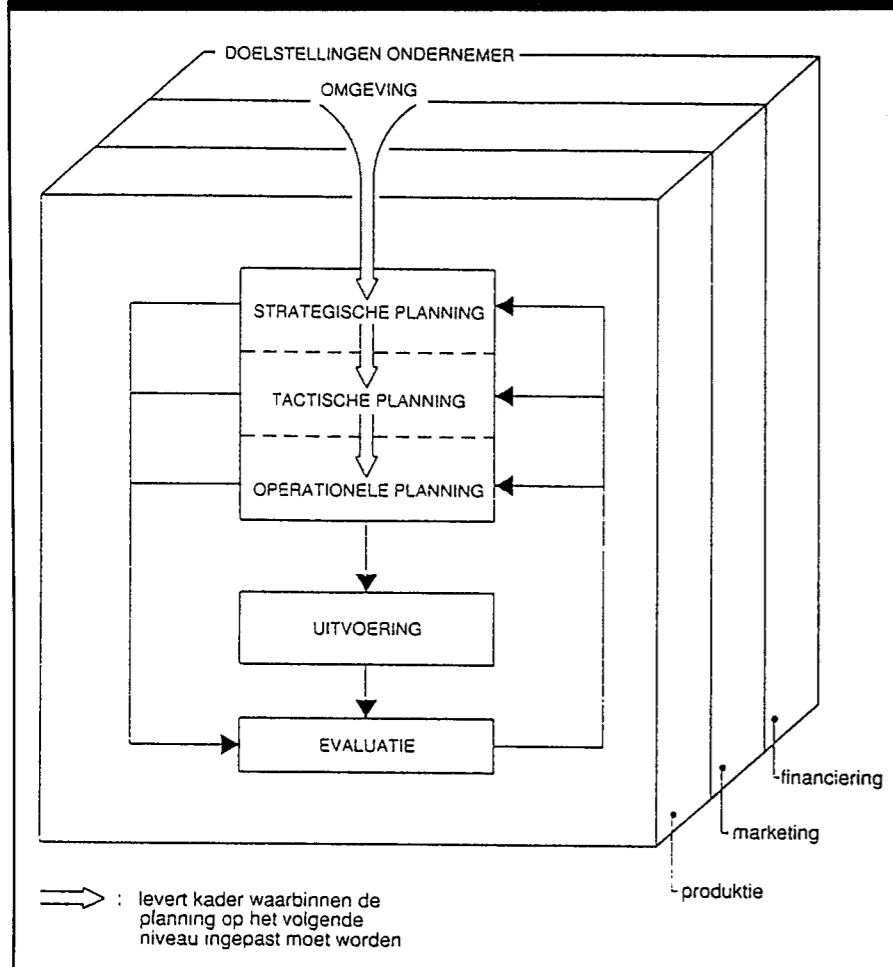 DOELSTELLINGEN ONDERNEMER
OMGEVING
STRATEGISCHE PLANNING
TACTISCHE PLANNING
OPERATIONELE PLANNING
UITVOERING
EVALUATIE
financiering
marketing
produktie
: levert kader waarbinnen de
planning op het volgende
niveau ingepast moet worden